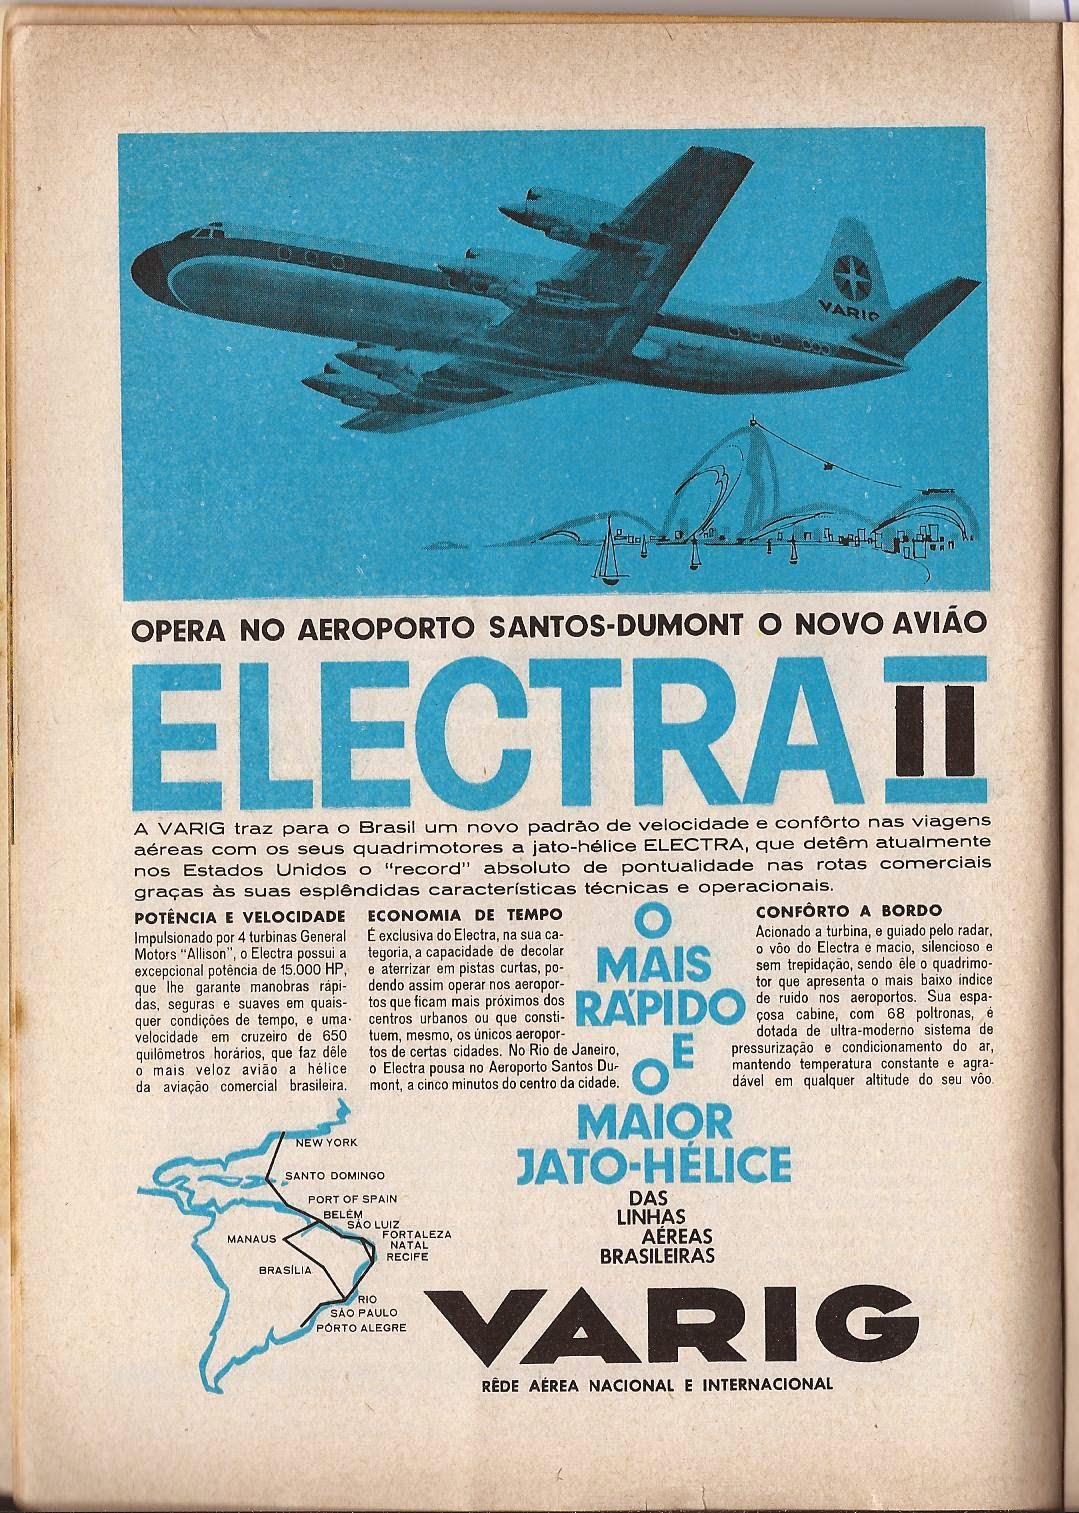 VARIG
OPERA NO AEROPORTO SANTOS-DUMONT O NOVO AVIÃO
ELECTRA II
A VARIG traz para o Brasil um novo padrão de velocidade e confôrto nas viagens
aéreas com os seus quadrimotores a jato-hélice ELECTRA, que detêm atualmente
nos Estados Unidos o "record" absoluto de pontualidade nas rotas comerciais
graças às suas esplêndidas características técnicas e operacionais.
POTÊNCIA E VELOCIDADE
Impulsionado por 4 turbinas General
Motors "Allison", o Electra possui a
excepcional potência de 15.000 HP,
que lhe garante manobras rápi-
das, seguras e suaves em quais-
quer condições de tempo, e uma
velocidade em cruzeiro de 650
quilômetros horários, que faz dêle
o mais veloz avião a hélice
da aviação comercial brasileira.
ECONOMIA DE TEMPO
É exclusiva do Electra, na sua ca-
tegoria, a capacidade de decolar
e aterrizar em pistas curtas, po-
dendo assim operar nos aeropor-
tos que ficam mais próximos dos
centros urbanos ou que consti-
tuem, mesmo, os únicos aeropor-
tos de certas cidades. No Rio de Janeiro,
o Electra pousa no Aeroporto Santos Du-
mont, a cinco minutos do centro da cidade.
O
MAIS
RÁPIDO
E
O
MAIOR
JATO-HÉLICE
DAS
LINHAS
AÉREAS
BRASILEIRAS
CONFÔRTO A BORDO
Acionado a turbina, e guiado pelo radar,
o vôo do Electra é macio, silencioso e
sem trepidação, sendo êle o quadrimo-
tor que apresenta o mais baixo índice
de ruido nos aeroportos. Sua espa-
çosa cabine, com 68 poltronas, é
dotada de ultra-moderno sistema de
pressurização e condicionamento do ar,
mantendo temperatura constante e agra-
dável em qualquer altitude do seu vôo.
NEW YORK
SANTO DOMINGO
PORT OF SPAIN
BELÉM
SÃO LUIZ
FORTALEZA
NATAL
RECIFE
MANAUS
BRASÍLIA
RIO
SÃO PAULO
PÔRTO ALEGRE
VARIG
RÊDE AÉREA NACIONAL E INTERNACIONAL